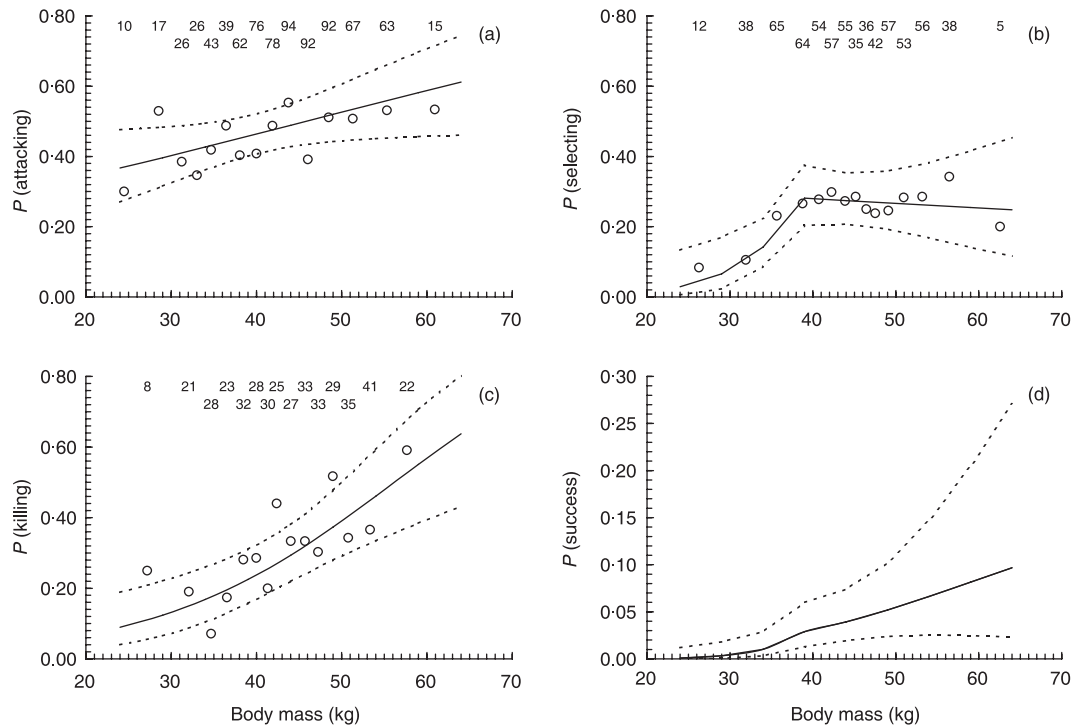 0·80
0·60
0·40
0·20
0·00
P (attacking)
10 17 26 39 76 94 92 67 63 15
26 43 62 78 92
(a)
20 30 40 50 60 70
0·80
0·60
0·40
0·20
0·00
P (selecting)
12 38 65 54 55 36 57 56 38 5
64 57 35 42 53
(b)
20 30 40 50 60 70
0·80
0·60
0·40
0·20
0·00
P (killing)
8 21 23 28 25 33 29 41 22
28 32 30 27 33 35
(c)
20 30 40 50 60 70
Body mass (kg)
0·30
0·25
0·20
0·15
0·10
0·05
0·00
P (success)
(d)
20 30 40 50 60 70
Body mass (kg)